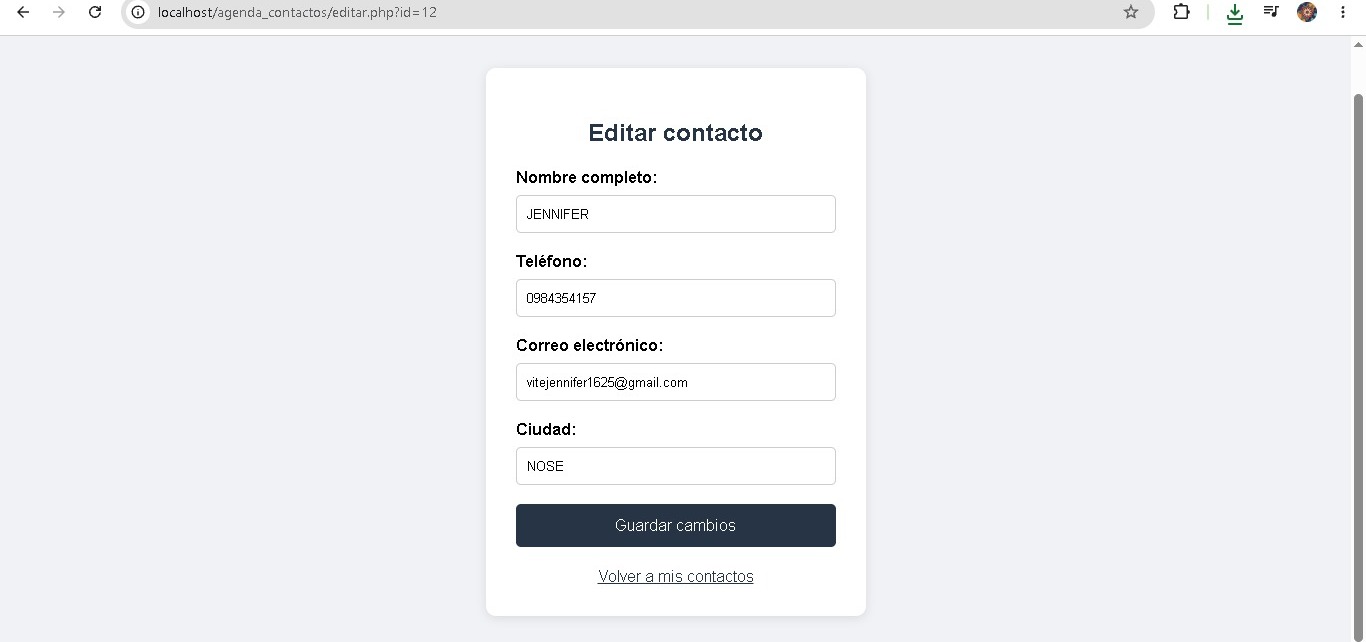 localhost/agenda_contactos/editar.php?id=12
Editar contacto
Nombre completo:
JENNIFER
Teléfono:
0984354157
Correo electrónico:
vitejennifer1625@gmail.com
Ciudad:
NOSE
Guardar cambios
Volver a mis contactos